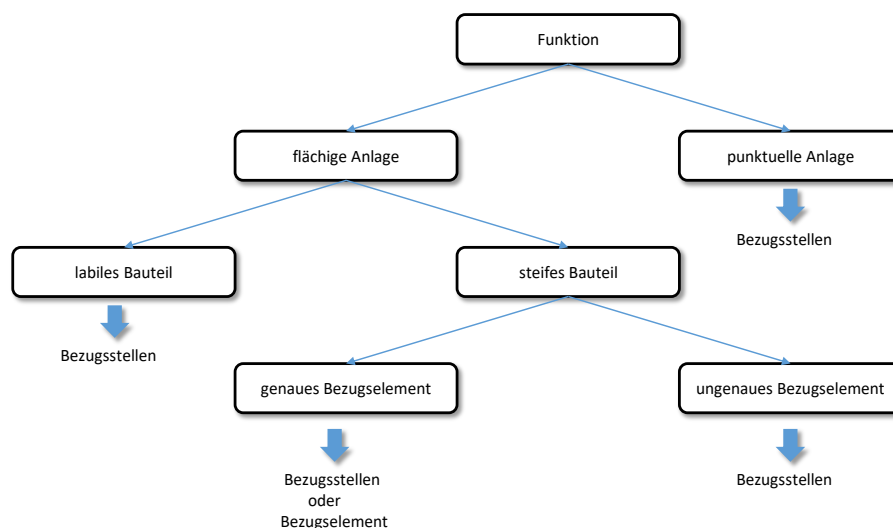 Funktion
flächige Anlage
punktuelle Anlage
Bezugsstellen
labiles Bauteil
steifes Bauteil
Bezugsstellen
genaues Bezugselement
ungenaues Bezugselement
Bezugsstellen
oder
Bezugselement
Bezugsstellen